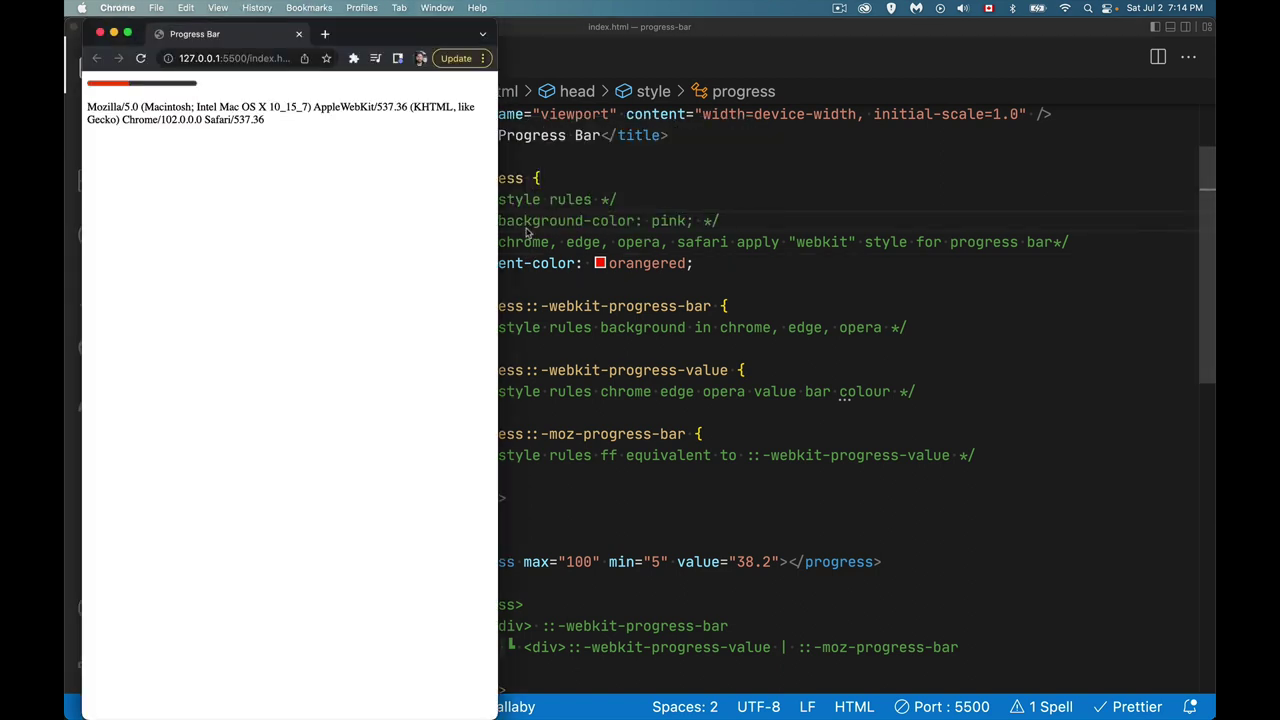 Chrome File Edit View History Bookmarks Profiles Tab Window Help Sat Jul 2 7:14 PM
index.html — progress-bar
Progress Bar
127.0.0.1:5500/index.h... Update
Mozilla/5.0 (Macintosh; Intel Mac OS X 10_15_7) AppleWebKit/537.36 (KHTML, like
Gecko) Chrome/102.0.0.0 Safari/537.36
ml > head > style > progress
ame="viewport" content="width=device-width, initial-scale=1.0" />
Progress Bar</title>
ess {
style rules */
background-color: pink; */
chrome, edge, opera, safari apply "webkit" style for progress bar*/
ent-color: orangered;
ess::-webkit-progress-bar {
style rules background in chrome, edge, opera */
ess::-webkit-progress-value {
style rules chrome edge opera value bar colour */
ess::-moz-progress-bar {
style rules ff equivalent to ::-webkit-progress-value */
>
ss max="100" min="5" value="38.2"></progress>
ss>
div> ::-webkit-progress-bar
┗ <div>::-webkit-progress-value | ::-moz-progress-bar
>
allaby Spaces: 2 UTF-8 LF HTML Port : 5500 1 Spell Prettier